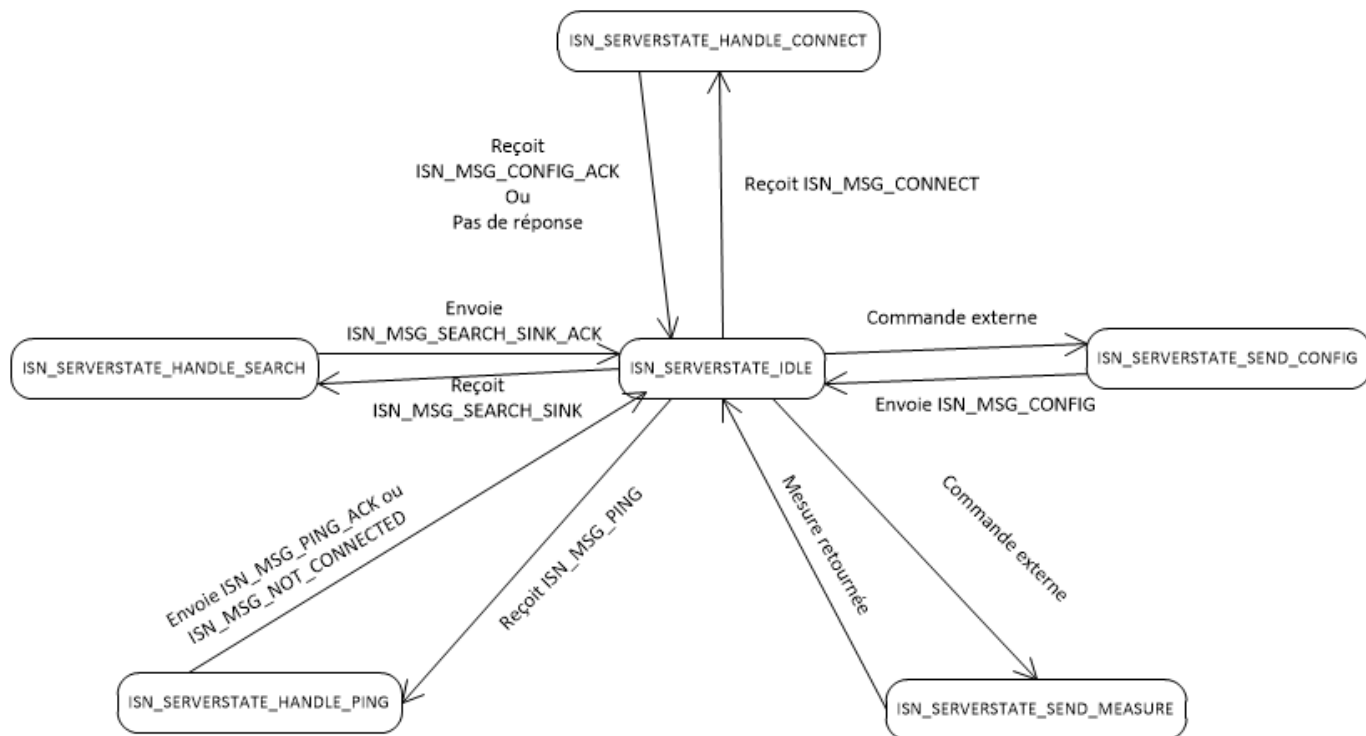 ISN_SERVERSTATE_HANDLE_CONNECT
Reçoit
ISN_MSG_CONFIG_ACK
Ou
Pas de réponse
Reçoit ISN_MSG_CONNECT
Envoie
ISN_MSG_SEARCH_SINK_ACK
Commande externe
ISN_SERVERSTATE_HANDLE_SEARCH
ISN_SERVERSTATE_IDLE
ISN_SERVERSTATE_SEND_CONFIG
Reçoit
ISN_MSG_SEARCH_SINK
Envoie ISN_MSG_CONFIG
Envoie ISN_MSG_PING_ACK ou
ISN_MSG_NOT_CONNECTED
Reçoit ISN_MSG_PING
Mesure retournée
Commande externe
ISN_SERVERSTATE_HANDLE_PING
ISN_SERVERSTATE_SEND_MEASURE